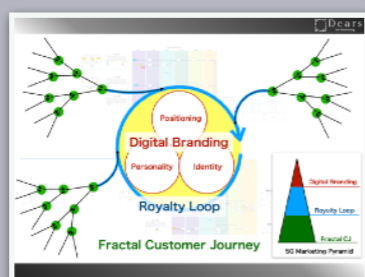 Dears
Positioning
Digital Branding
Personality
Identity
Royalty Loop
Fractal Customer Journey
Digital Branding
Royalty Loop
Fractal CJ
5G Marketing Pyramid